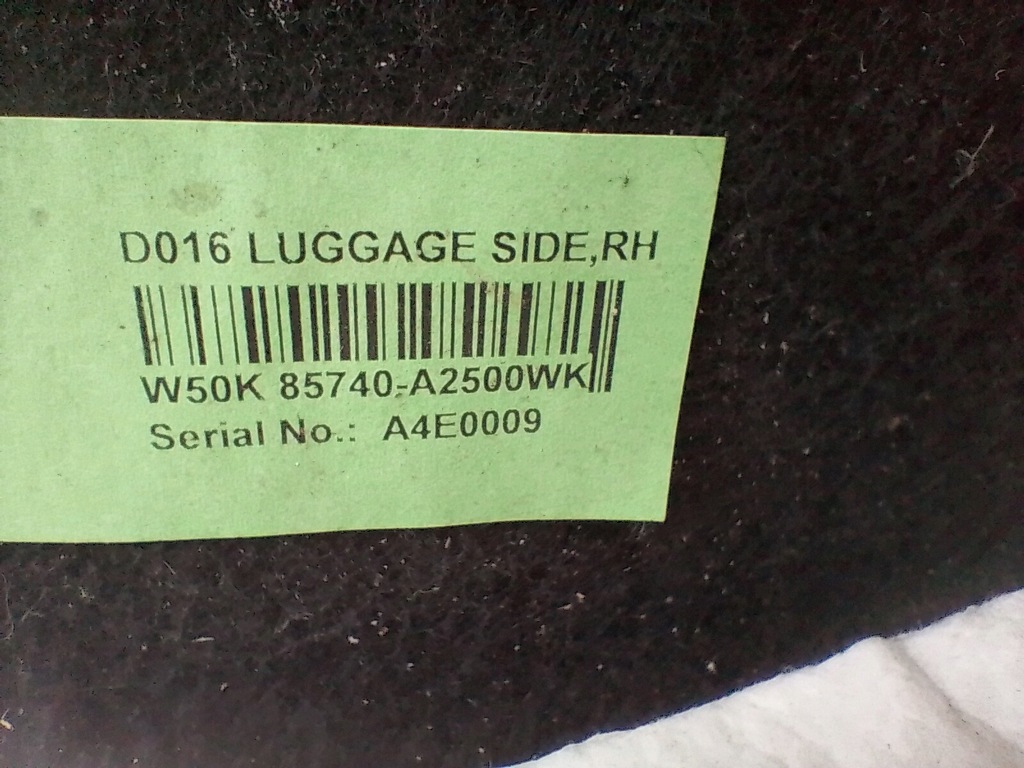 D016 LUGGAGE SIDE,RH
W50K 85740-A2500WK
Serial No.: A4E0009